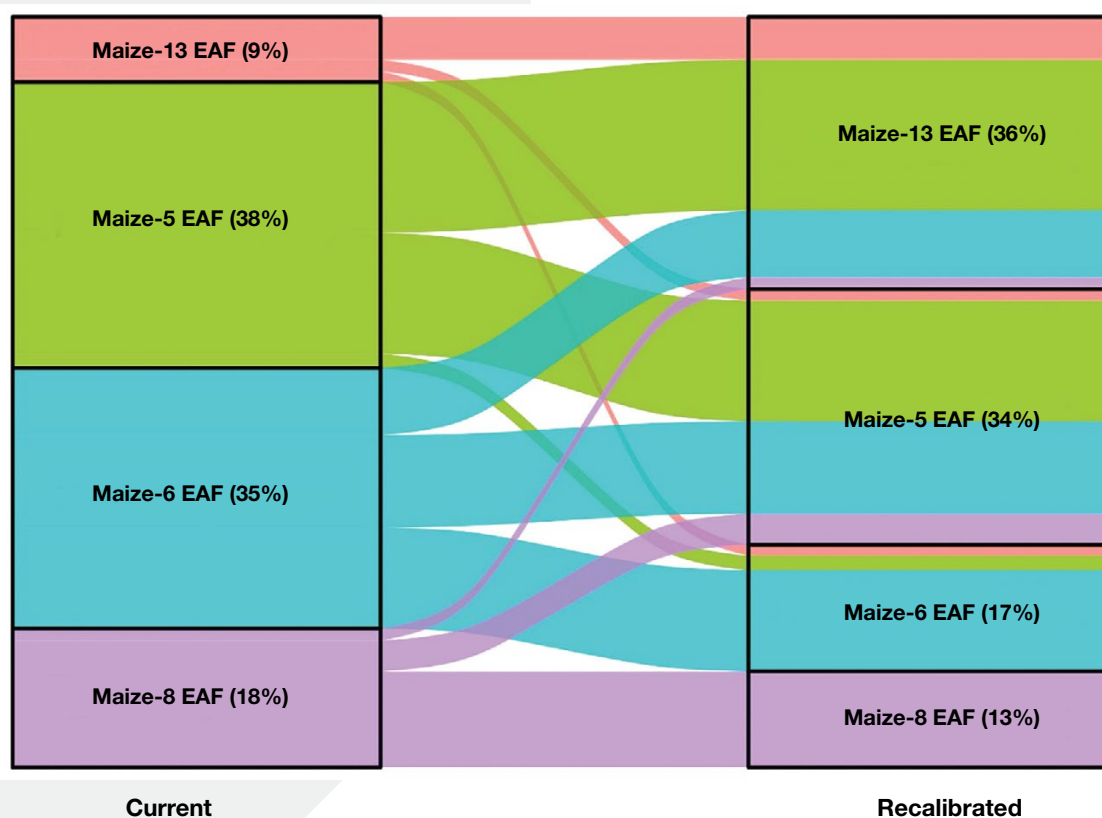 Maize-13 EAF (9%)
Maize-5 EAF (38%)
Maize-6 EAF (35%)
Maize-8 EAF (18%)
Maize-13 EAF (36%)
Maize-5 EAF (34%)
Maize-6 EAF (17%)
Maize-8 EAF (13%)
Current
Recalibrated